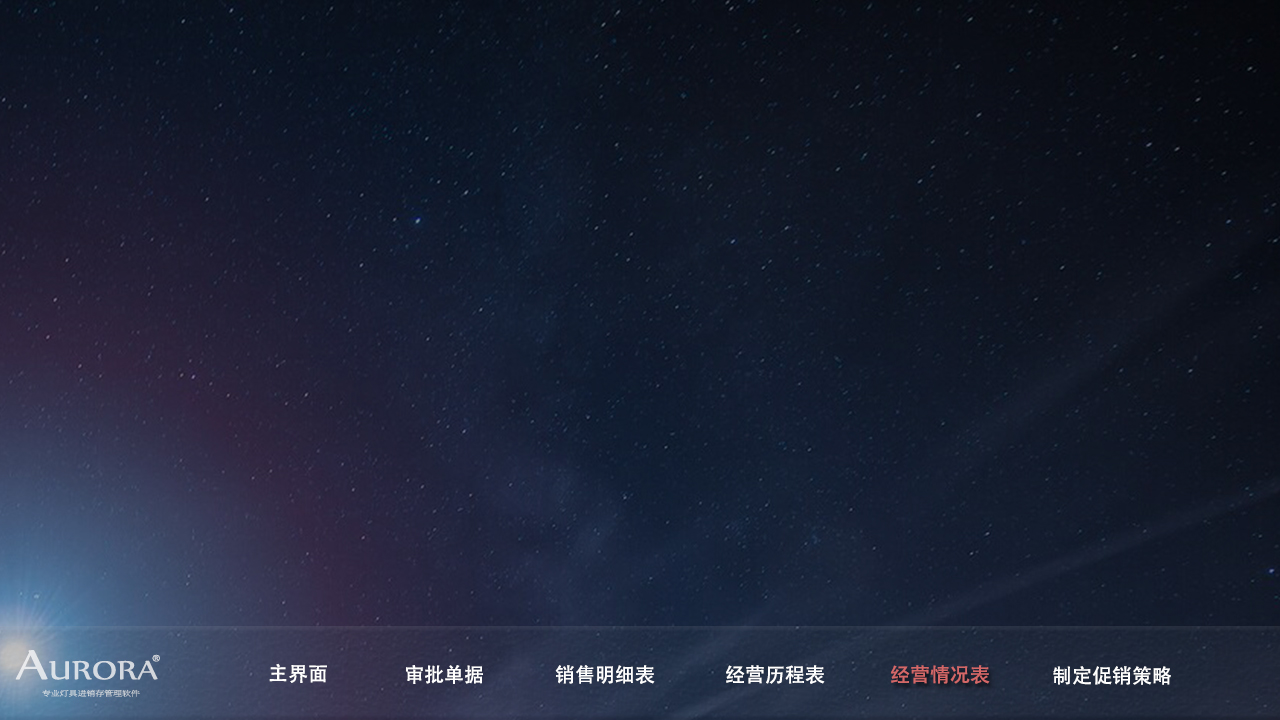 AURORA®
专业灯具进销存管理软件
主界面
审批单据
销售明细表
经营历程表
经营情况表
制定促销策略